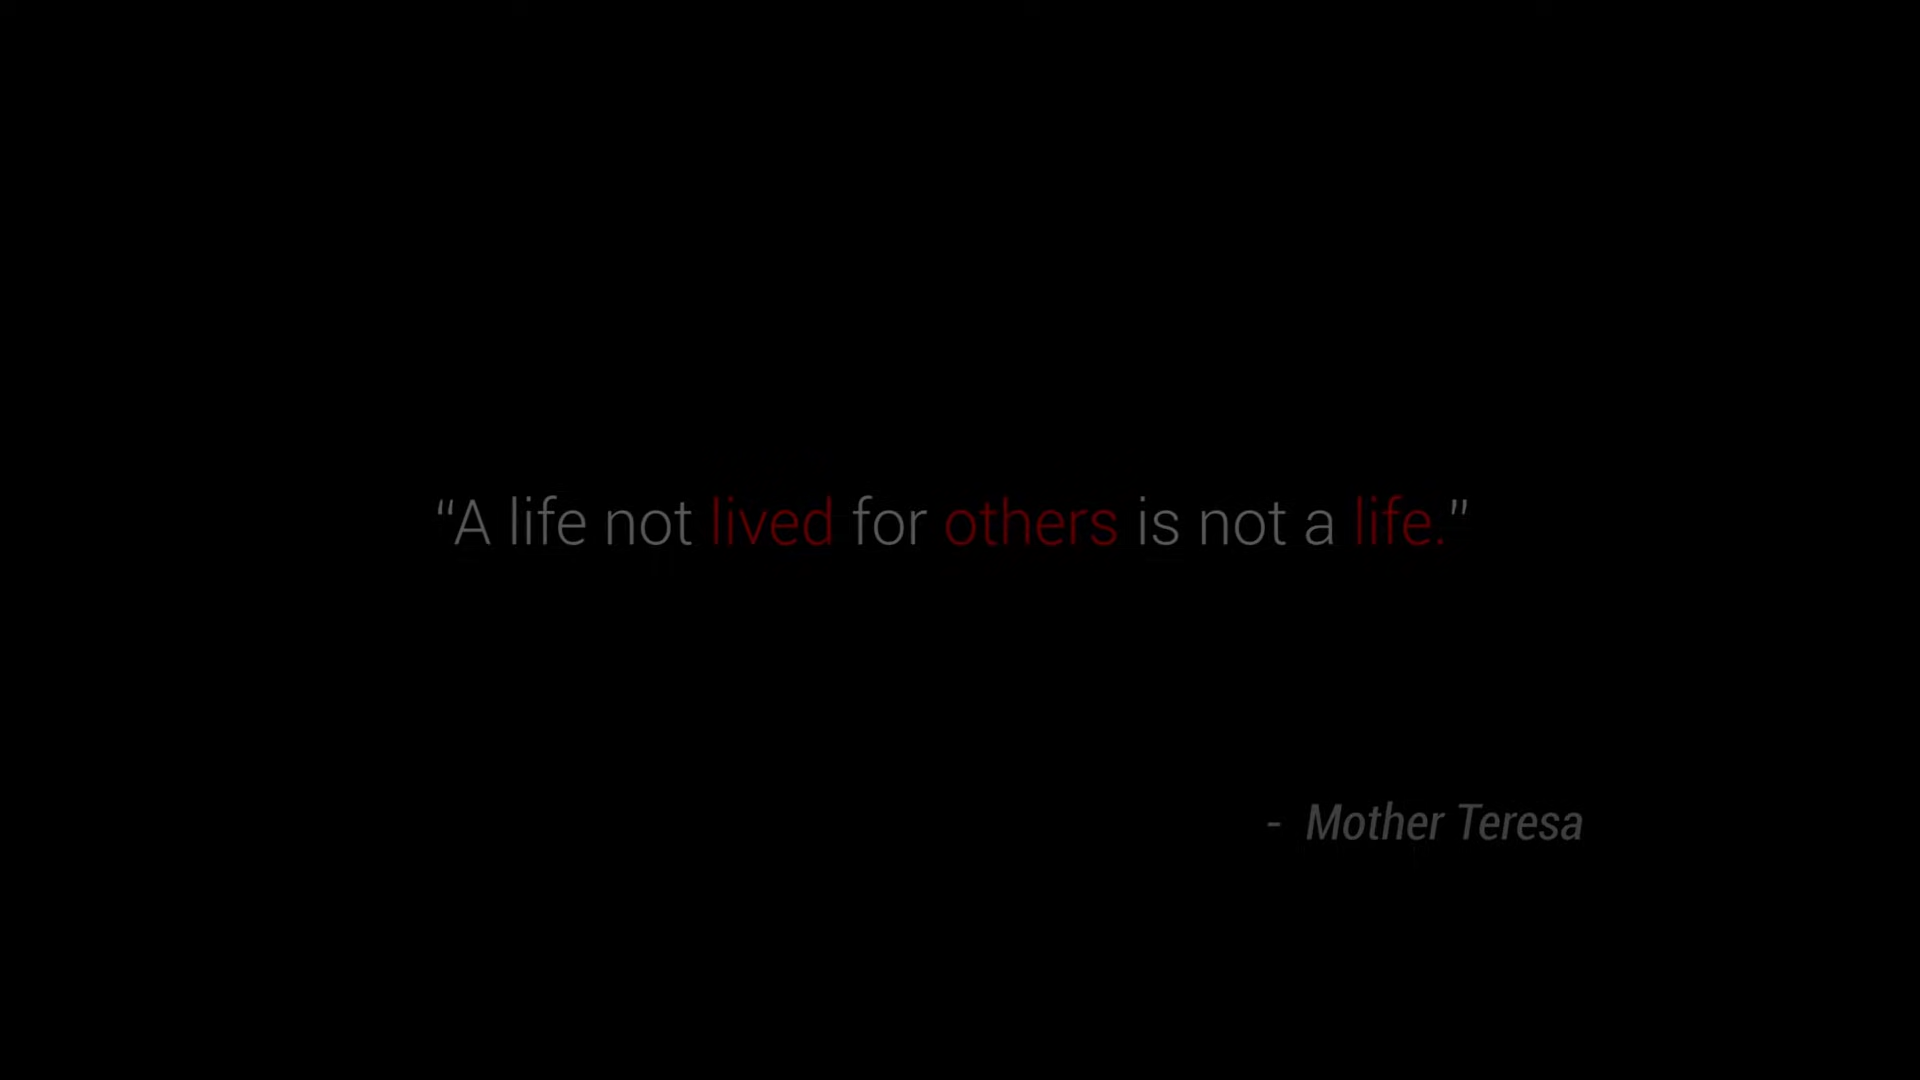 “A life not lived for others is not a life.”
- Mother Teresa